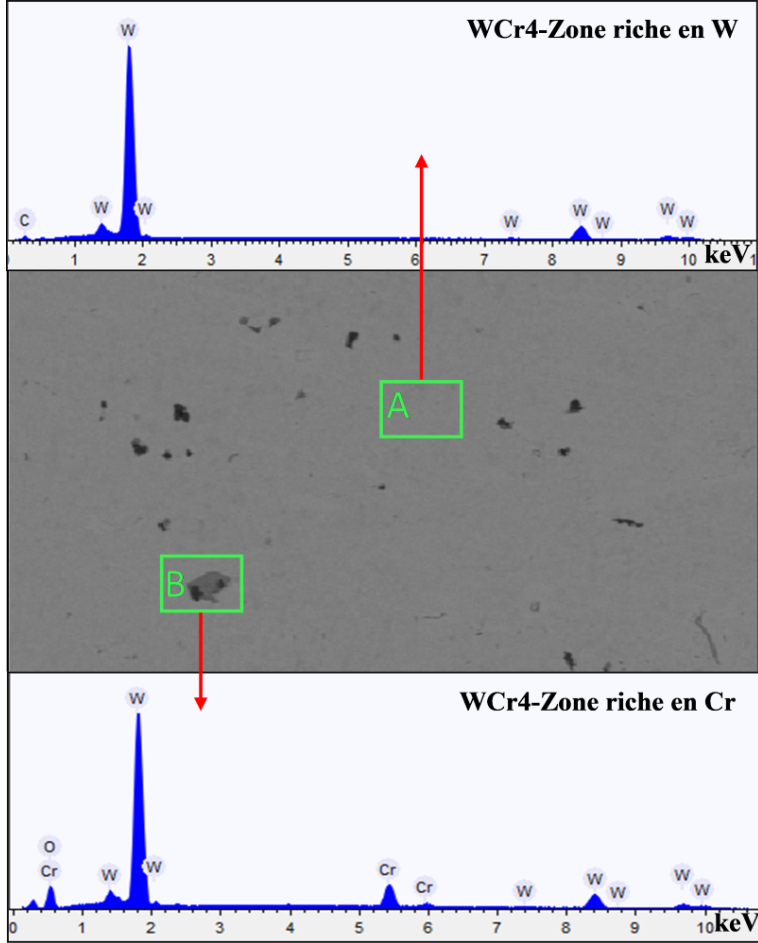 WCr4-Zone riche en W
W
C W W W W W W W
1 2 3 4 5 6 7 8 9 10 keV
A
B
WCr4-Zone riche en Cr
W
O
Cr W W Cr Cr W W W W W
0 1 2 3 4 5 6 7 8 9 10 keV